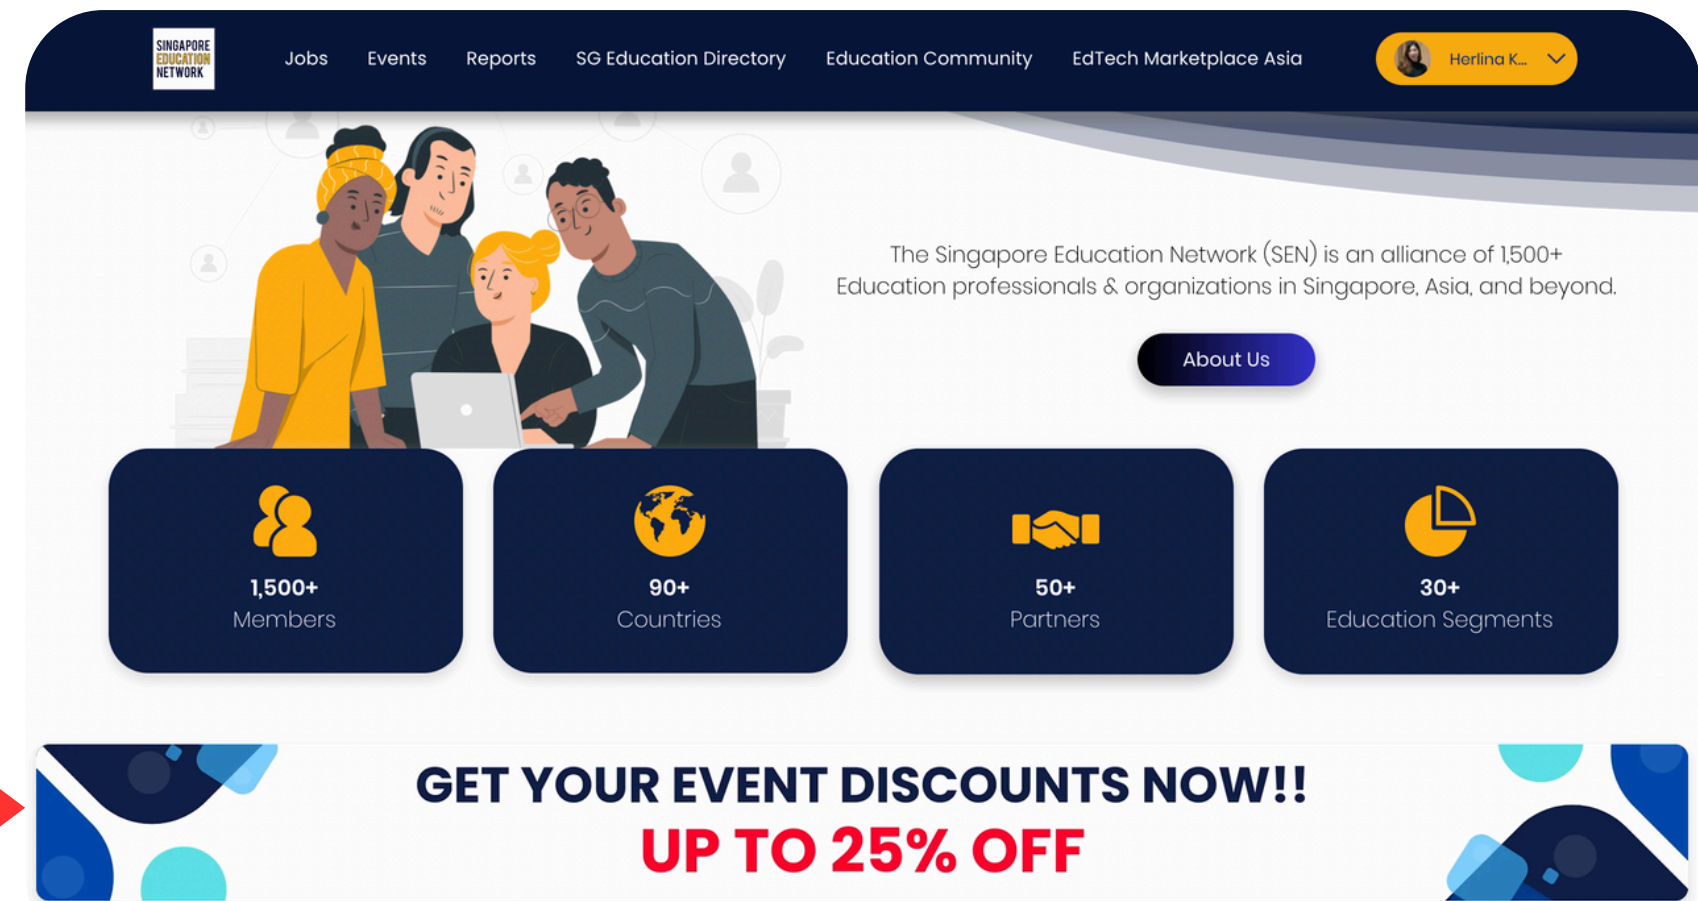 SINGAPORE
EDUCATION
NETWORK
Jobs
Events
Reports
SG Education Directory
Education Community
EdTech Marketplace Asia
Herlina K...
The Singapore Education Network (SEN) is an alliance of 1,500+
Education professionals & organizations in Singapore, Asia, and beyond.
About Us
1,500+
Members
90+
Countries
50+
Partners
30+
Education Segments
GET YOUR EVENT DISCOUNTS NOW!!
UP TO 25% OFF